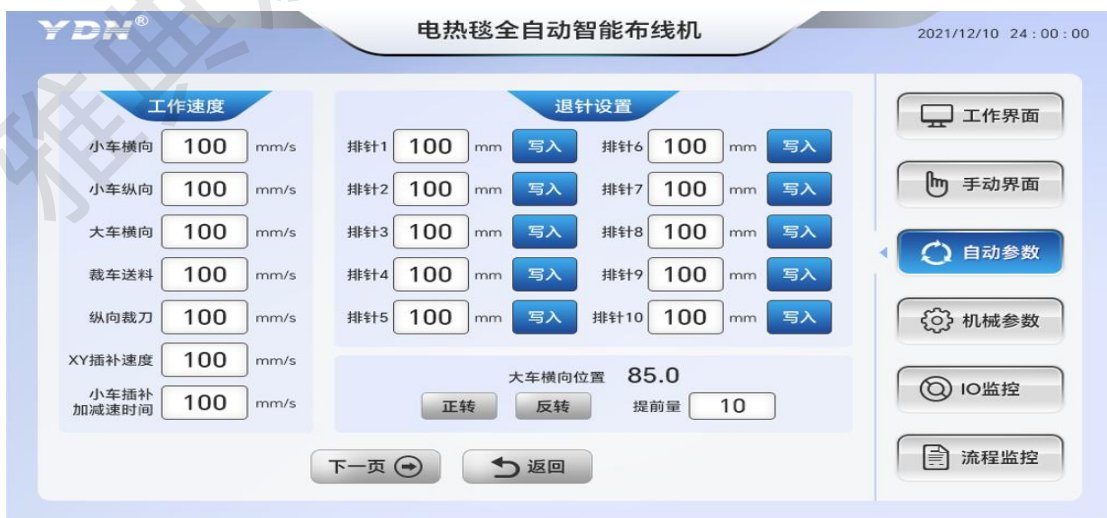 YDN®
电热毯全自动智能布线机
2021/12/10 24:00:00
工作速度
小车横向 100 mm/s
小车纵向 100 mm/s
大车横向 100 mm/s
裁车送料 100 mm/s
纵向裁刀 100 mm/s
XY插补速度 100 mm/s
小车插补
加减速时间 100 mm/s
退针设置
排针1 100 mm 写入 排针6 100 mm 写入
排针2 100 mm 写入 排针7 100 mm 写入
排针3 100 mm 写入 排针8 100 mm 写入
排针4 100 mm 写入 排针9 100 mm 写入
排针5 100 mm 写入 排针10 100 mm 写入
大车横向位置 85.0
正转 反转 提前量 10
下一页 返回
工作界面
手动界面
自动参数
机械参数
IO监控
流程监控